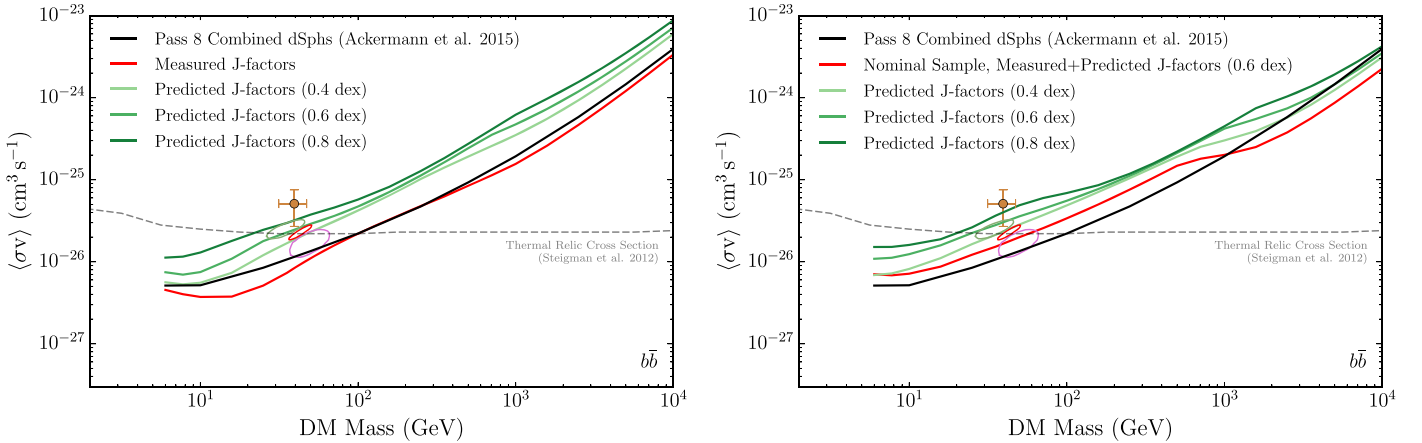 10⁻²³
10⁻²⁴
10⁻²⁵
10⁻²⁶
10⁻²⁷
⟨σv⟩ (cm³ s⁻¹)
Pass 8 Combined dSphs (Ackermann et al. 2015)
Measured J-factors
Predicted J-factors (0.4 dex)
Predicted J-factors (0.6 dex)
Predicted J-factors (0.8 dex)
Thermal Relic Cross Section
(Steigman et al. 2012)
bb̄
10¹ 10² 10³ 10⁴
DM Mass (GeV)
10⁻²³
10⁻²⁴
10⁻²⁵
10⁻²⁶
10⁻²⁷
⟨σv⟩ (cm³ s⁻¹)
Pass 8 Combined dSphs (Ackermann et al. 2015)
Nominal Sample, Measured+Predicted J-factors (0.6 dex)
Predicted J-factors (0.4 dex)
Predicted J-factors (0.6 dex)
Predicted J-factors (0.8 dex)
Thermal Relic Cross Section
(Steigman et al. 2012)
bb̄
10¹ 10² 10³ 10⁴
DM Mass (GeV)